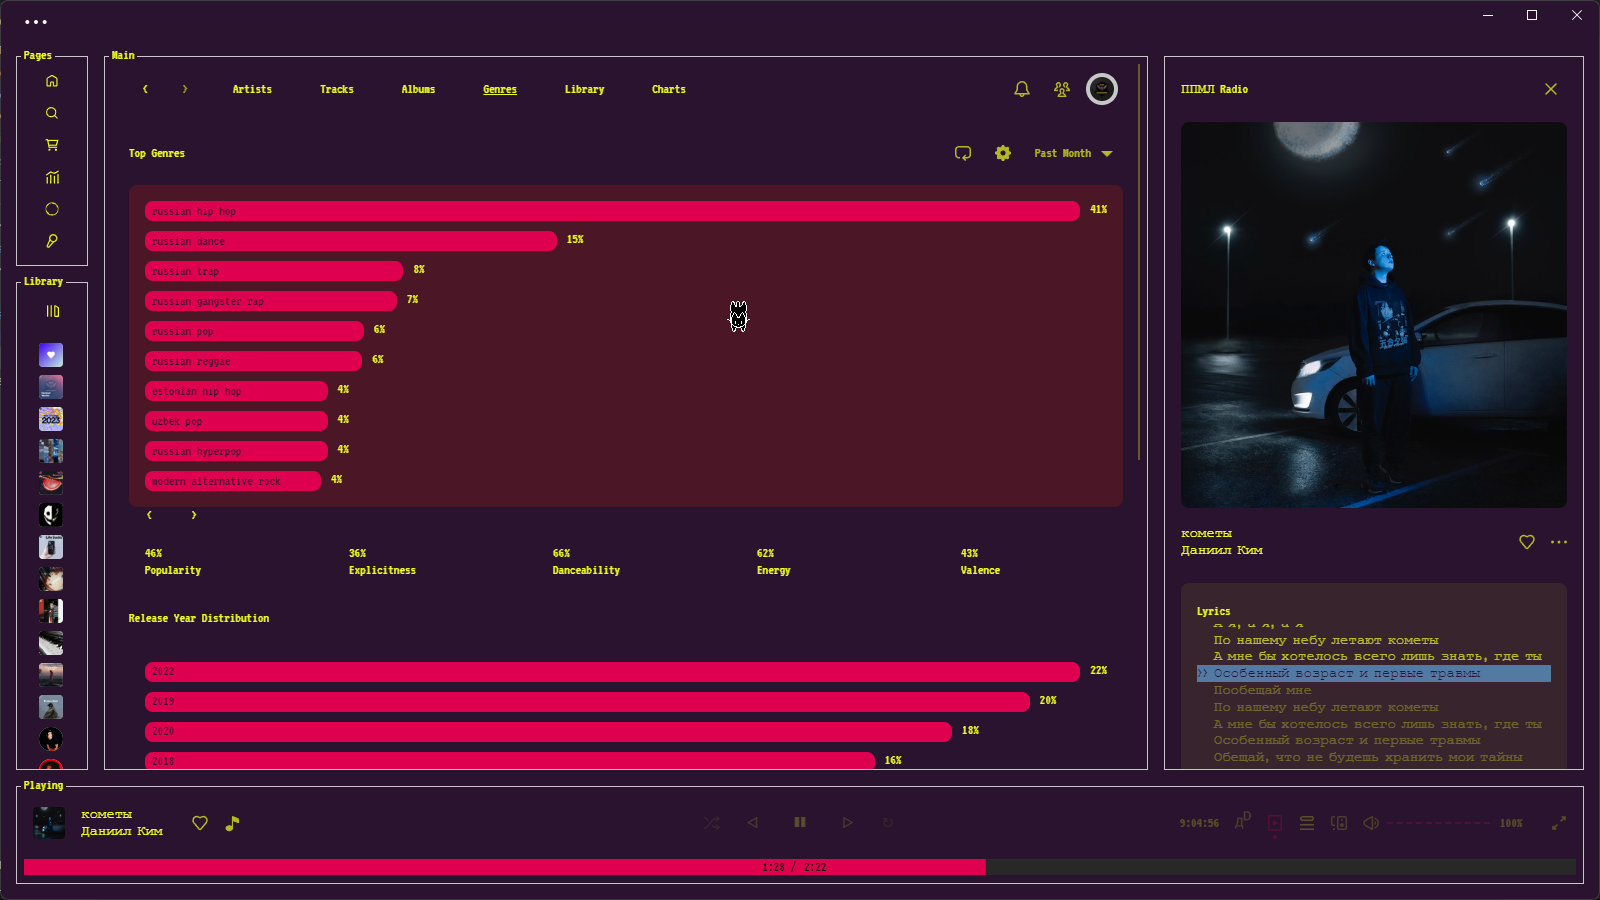 Pages
Main
Artists
Tracks
Albums
Genres
Library
Charts
Top Genres
Past Month
russian hip hop
41%
russian dance
15%
russian trap
8%
russian gangster rap
7%
russian pop
6%
russian reggae
6%
estonian hip hop
4%
uzbek pop
4%
russian hyperpop
4%
modern alternative rock
4%
46%
Popularity
36%
Explicitness
66%
Danceability
62%
Energy
43%
Valence
Release Year Distribution
2022
22%
2019
20%
2020
18%
2018
16%
Library
2023
ППМЛ Radio
кометы
Даниил Ким
Lyrics
По нашему небу летают кометы
А мне бы хотелось всего лишь знать, где ты
Особенный возраст и первые травмы
Пообещай мне
По нашему небу летают кометы
А мне бы хотелось всего лишь знать, где ты
Особенный возраст и первые травмы
Обещай, что не будешь хранить мои тайны
Playing
кометы
Даниил Ким
9:04:56
100%
1:28 / 2:22